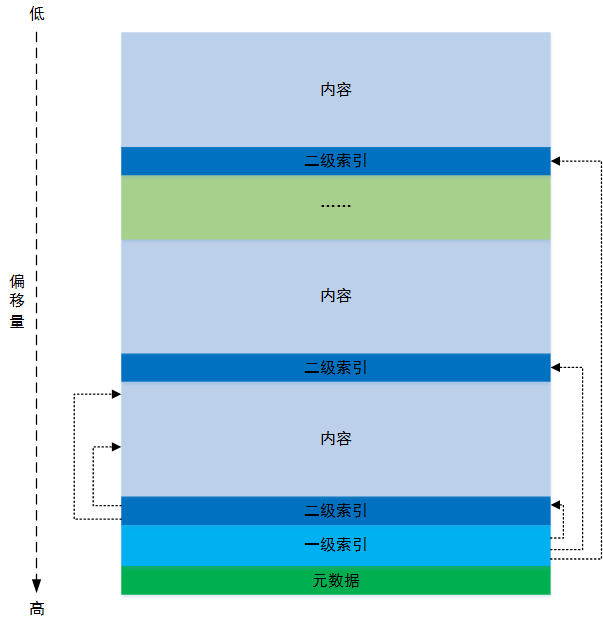 低
内容
二级索引
......
内容
偏移量
二级索引
内容
二级索引
一级索引
元数据
高